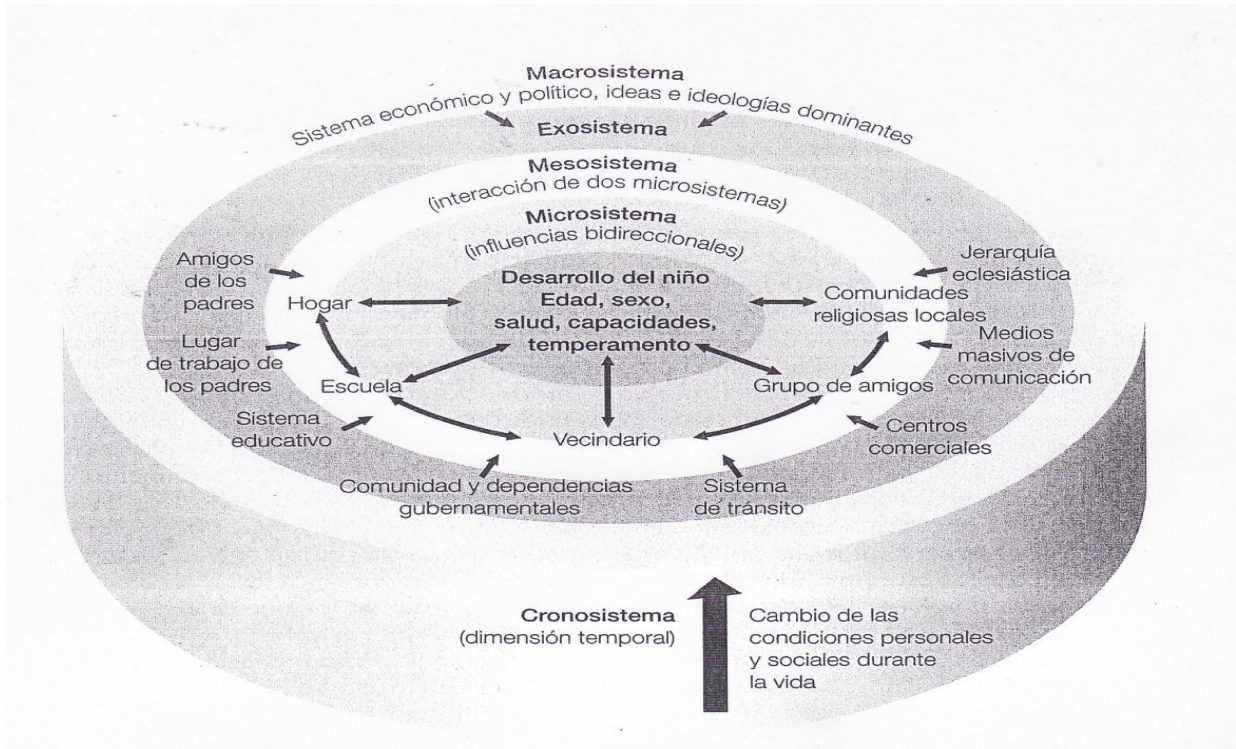 Macrosistema
Sistema económico y político, ideas e ideologías dominantes
Exosistema
Mesosistema
(interacción de dos microsistemas)
Microsistema
(influencias bidireccionales)
Desarrollo del niño
Edad, sexo,
salud, capacidades,
temperamento
Amigos
de los
padres
Hogar
Lugar
de trabajo de
los padres
Escuela
Sistema
educativo
Vecindario
Comunidad y dependencias
gubernamentales
Sistema
de tránsito
Centros
comerciales
Grupo de amigos
Medios
masivos de
comunicación
Comunidades
religiosas locales
Jerarquía
eclesiástica
Cronosistema
(dimensión temporal)
Cambio de las
condiciones personales
y sociales durante
la vida